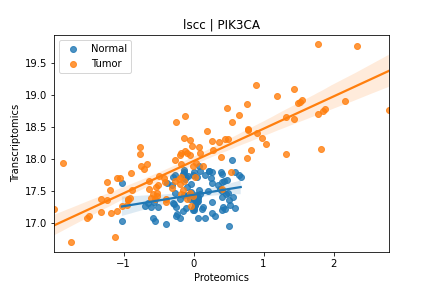 lscc | PIK3CA
Normal
Tumor
Transcriptomics
19.5
19.0
18.5
18.0
17.5
17.0
−1
0
1
2
Proteomics